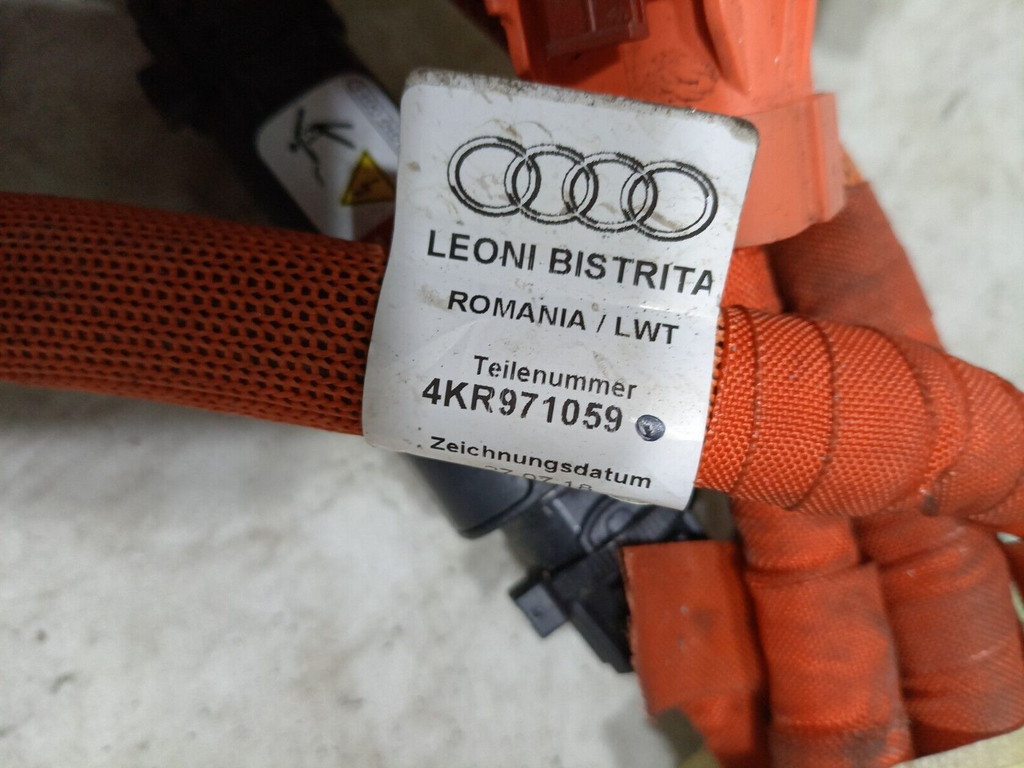 LEONI BISTRITA
ROMANIA / LWT
Teilenummer
4KR971059
Zeichnungsdatum